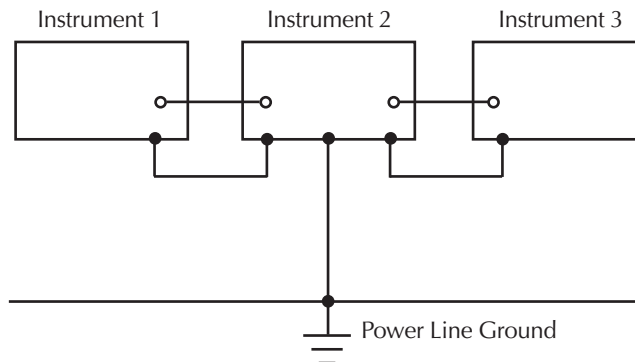 Instrument 1
Instrument 2
Instrument 3
Power Line Ground